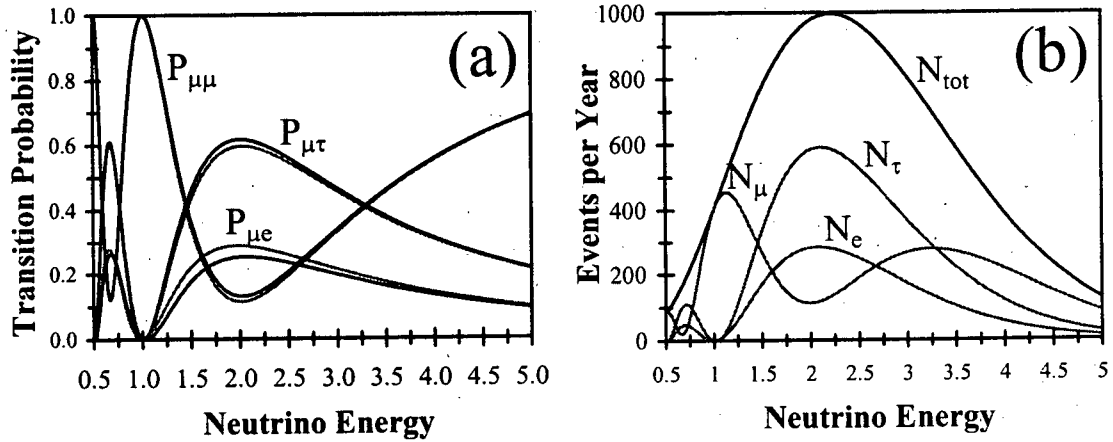 (a)
Transition Probability
1.0
0.8
0.6
0.4
0.2
0.0
Pμμ
Pμτ
Pμe
0.5 1.0 1.5 2.0 2.5 3.0 3.5 4.0 4.5 5.0
Neutrino Energy
(b)
Events per Year
1000
800
600
400
200
0
Ntot
Nμ
Nτ
Ne
0.5 1 1.5 2 2.5 3 3.5 4 4.5 5
Neutrino Energy